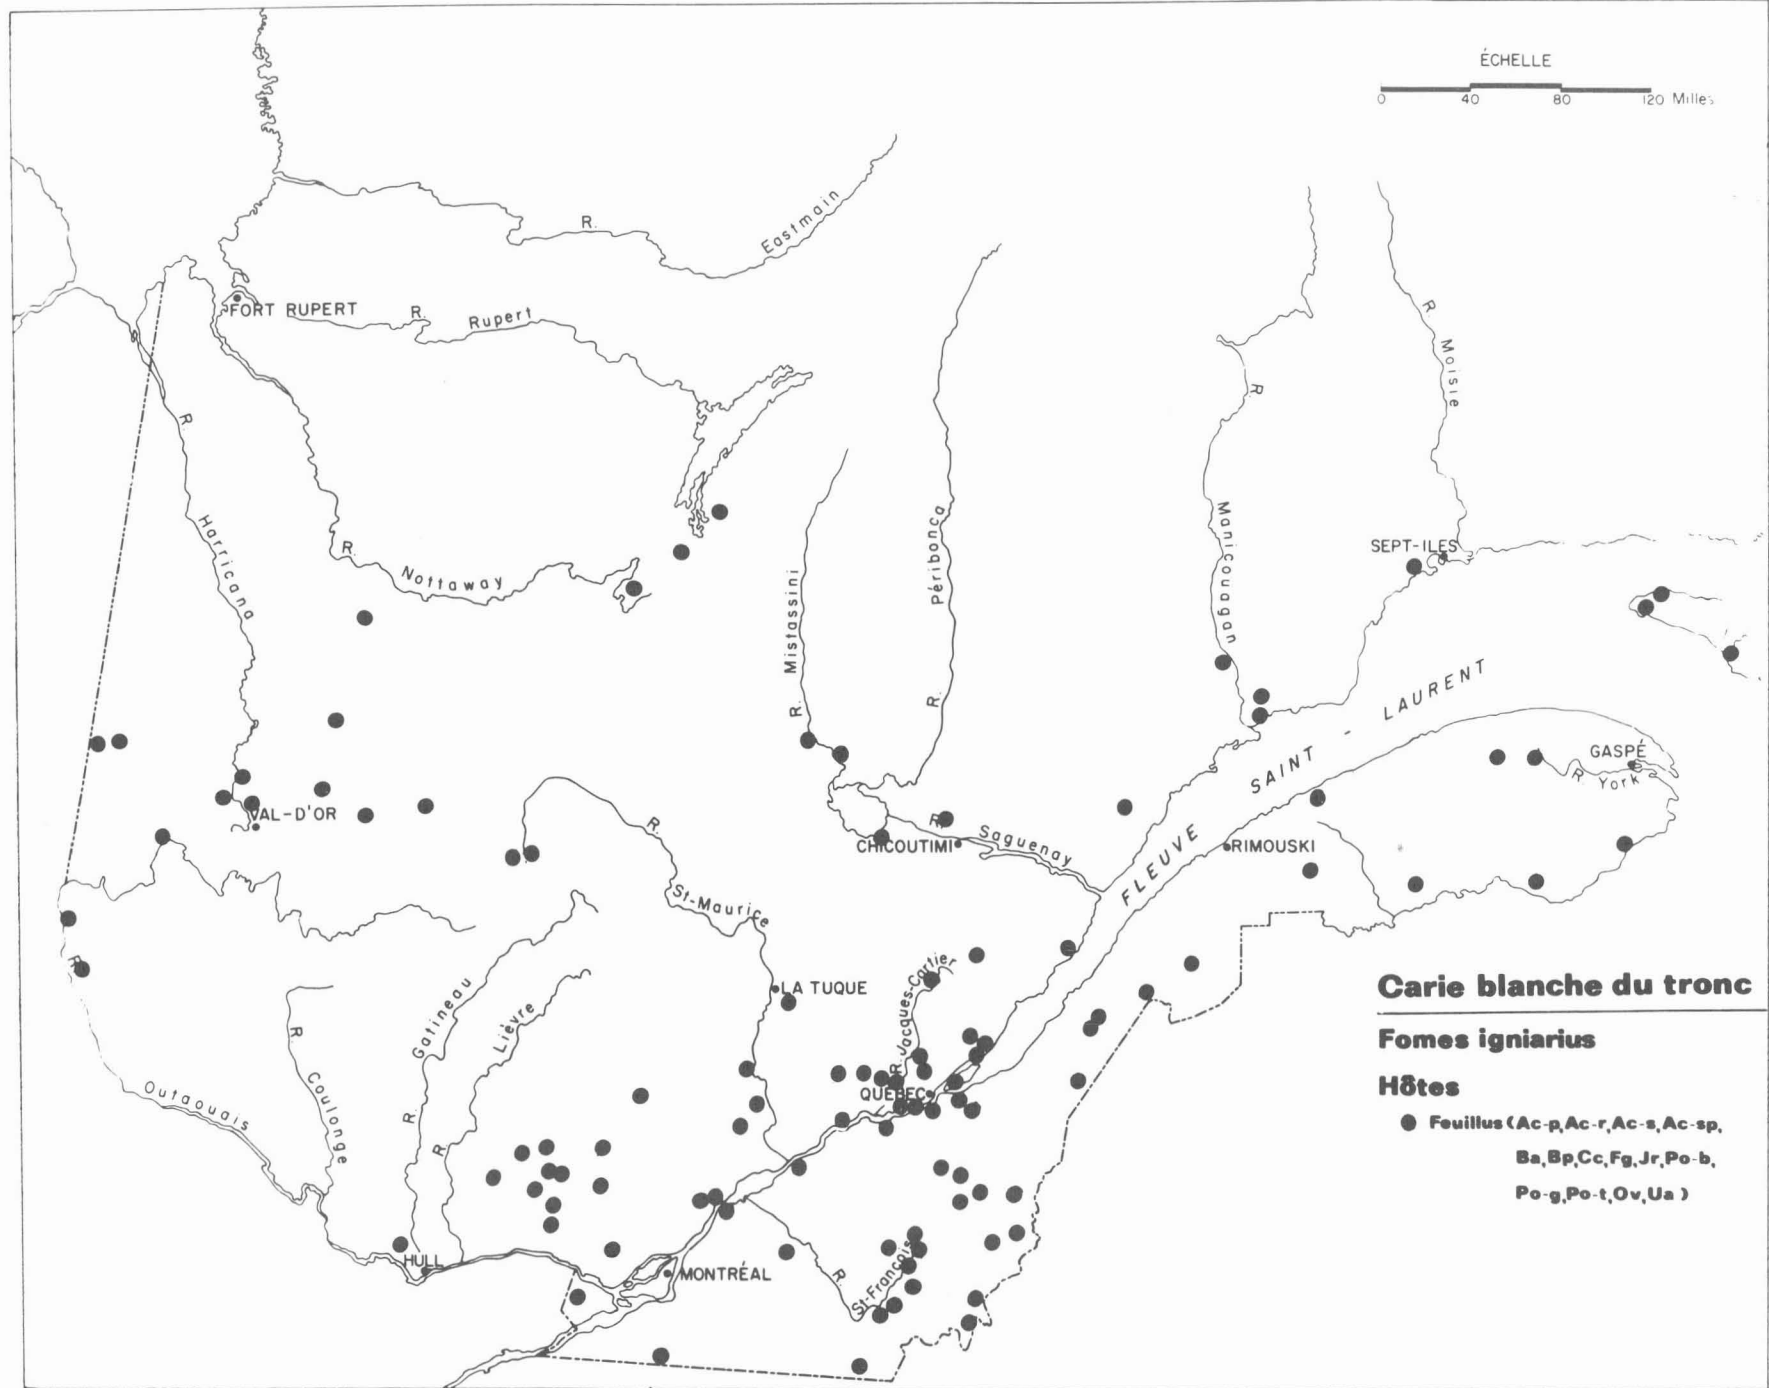 ÉCHELLE
0 40 80 120 Milles
R. Eastmain
FORT RUPERT
R. Rupert
R. Moisie
R. Manicouagan
R. Harricana
R. Nottaway
R. Mistassini
R. Péribonca
SEPT-ILES
FLEUVE SAINT - LAURENT
GASPÉ
R. York
VAL-D'OR
R. St-Maurice
CHICOUTIMI
R. Saguenay
RIMOUSKI
R. Outaouais
R. Coulonge
R. Gatineau
R. Lièvre
LA TUQUE
R. Jacques-Cartier
QUÉBEC
HULL
MONTRÉAL
R. St-François
Carie blanche du tronc
Fomes igniarius
Hôtes
Feuillus (Ac-p,Ac-r,Ac-s,Ac-sp,
Ba,Bp,Cc,Fg,Jr,Po-b,
Po-g,Po-t,Ov,Ua)